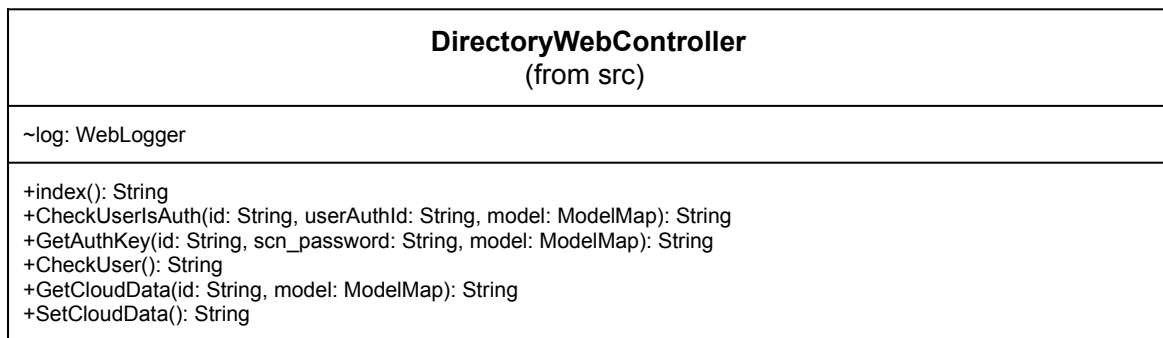 DirectoryWebController
(from src)
~log: WebLogger
+index(): String
+CheckUserIsAuth(id: String, userAuthId: String, model: ModelMap): String
+GetAuthKey(id: String, scn_password: String, model: ModelMap): String
+CheckUser(): String
+GetCloudData(id: String, model: ModelMap): String
+SetCloudData(): String